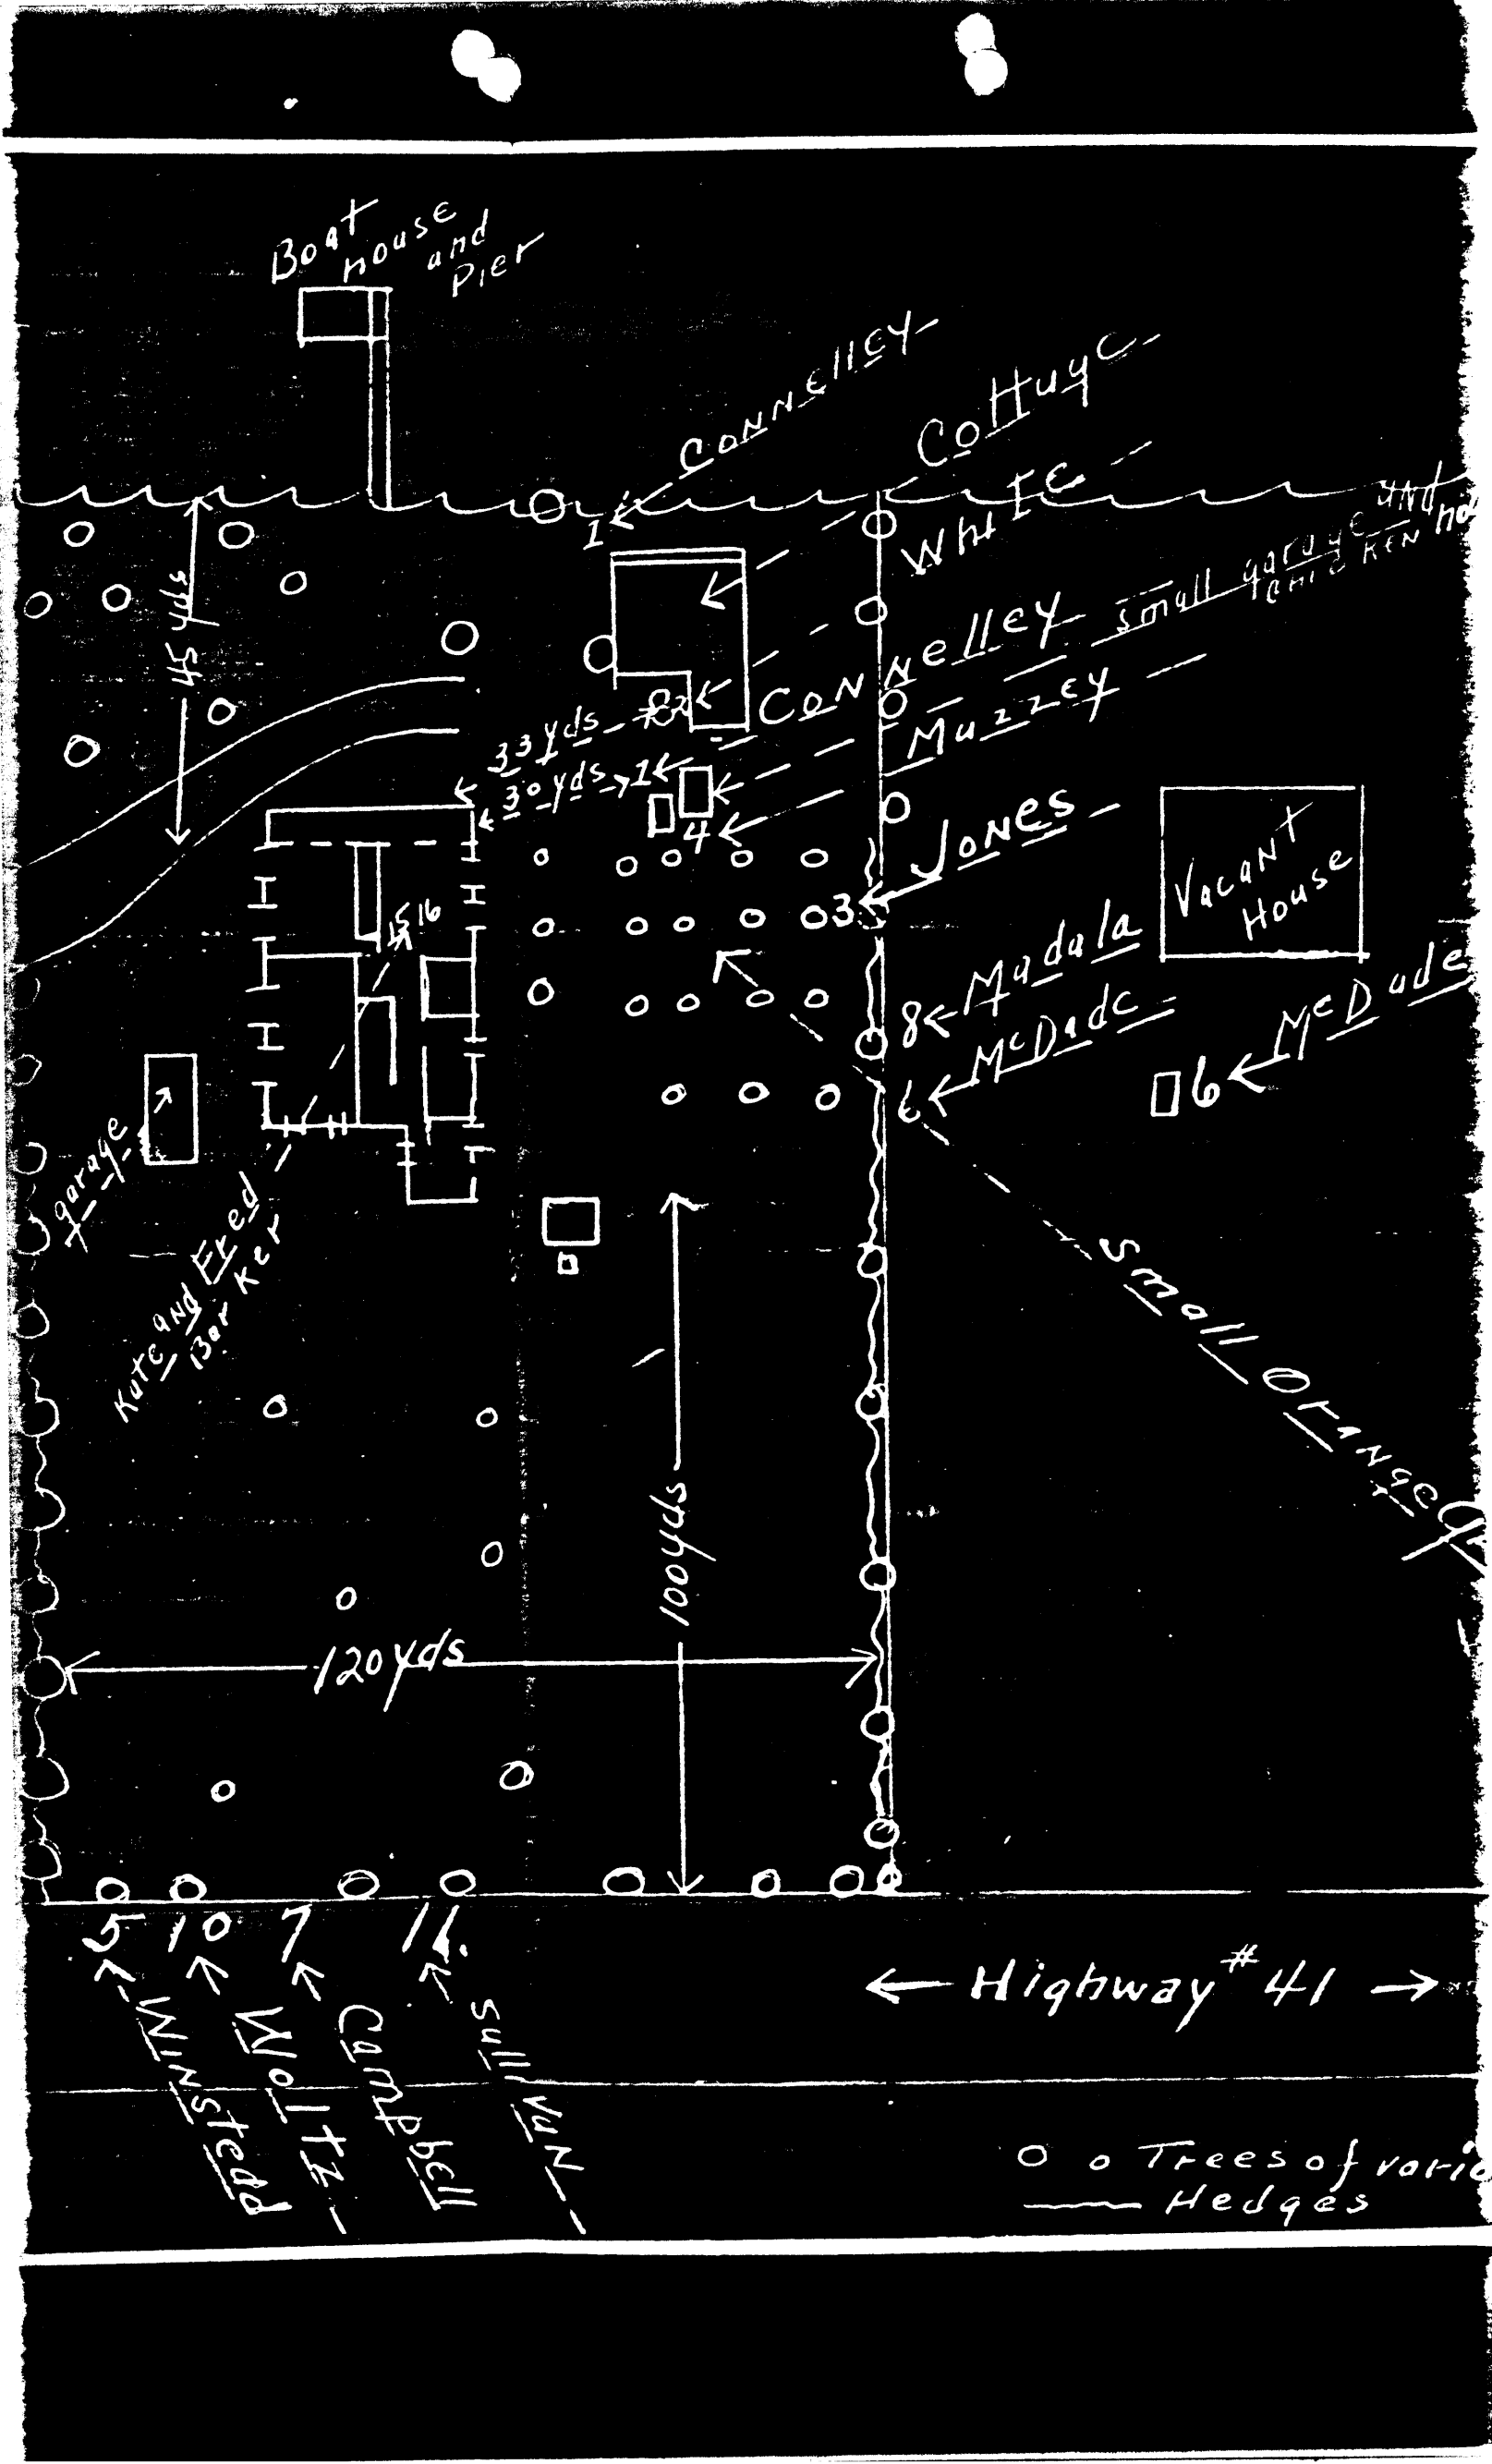 Boat
house
and
Pier
CONNELLEY
1
Cottage
White
45 yds
small garage and
CHICKEN
CONNELLEY
33 yds
30 yds
1
Muzzey
4
Jones
3
Vacant
House
16
Madala
8
McDade
6
McDade
6
garage
Kate and Fred
Barker
Small Orange
100 yds
120 yds
5 10 7 11.
Winstedd
Woltz
Campbell
Sullivan
Highway #41
Trees of
Hedges